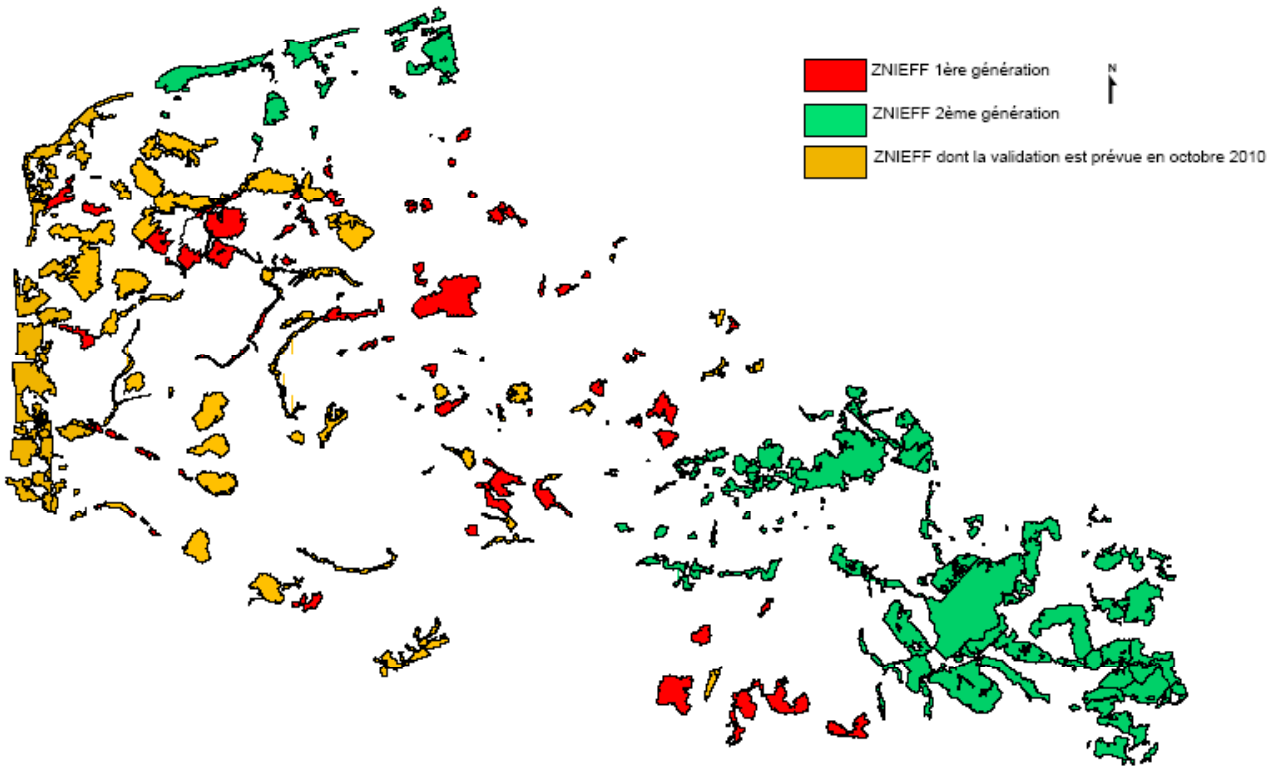 ZNIEFF 1ère génération
N
ZNIEFF 2ème génération
ZNIEFF dont la validation est prévue en octobre 2010